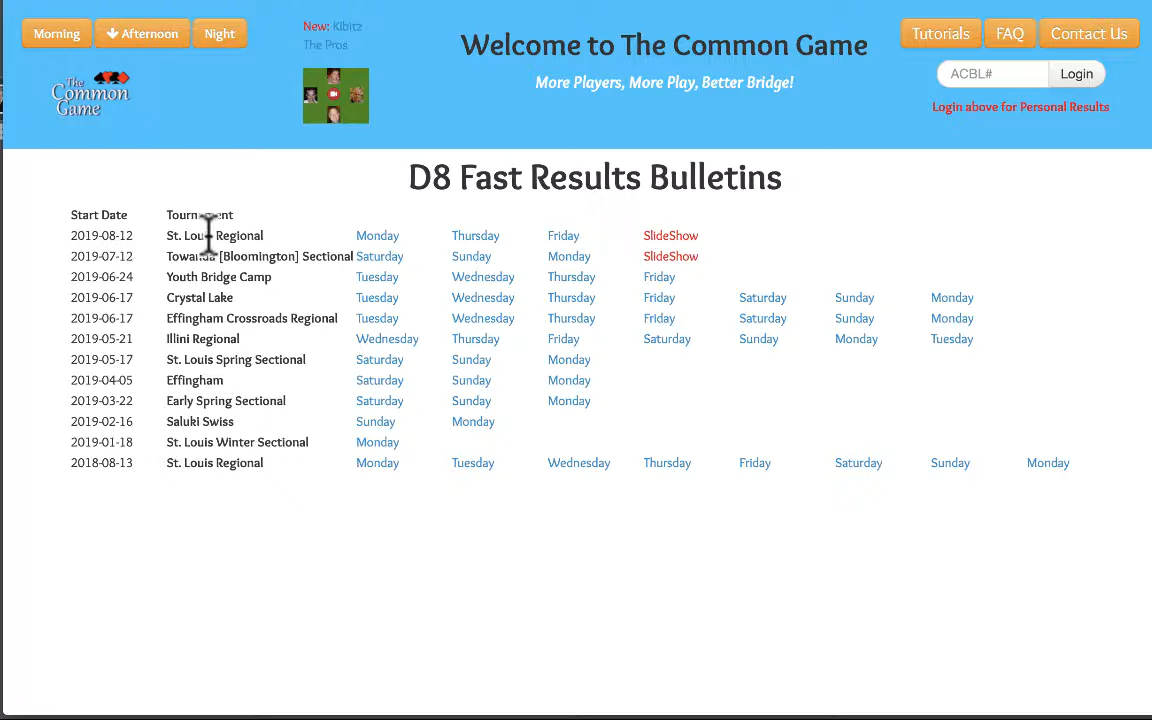 Morning
Afternoon
Night
New: Kibitz
The Pros
Welcome to The Common Game
More Players, More Play, Better Bridge!
Tutorials
FAQ
Contact Us
ACBL#
Login
Login above for Personal Results
The
Common
Game
D8 Fast Results Bulletins
Start Date
2019-08-12 St. Louis Regional Monday Thursday Friday SlideShow
2019-07-12 [Bloomington] Sectional Saturday Sunday Monday SlideShow
2019-06-24 Youth Bridge Camp Tuesday Wednesday Thursday Friday
2019-06-17 Crystal Lake Tuesday Wednesday Thursday Friday Saturday Sunday Monday
2019-06-17 Effingham Crossroads Regional Tuesday Wednesday Thursday Friday Saturday Sunday Monday
2019-05-21 Illini Regional Wednesday Thursday Friday Saturday Sunday Monday Tuesday
2019-05-17 St. Louis Spring Sectional Saturday Sunday Monday
2019-04-05 Effingham Saturday Sunday Monday
2019-03-22 Early Spring Sectional Saturday Sunday Monday
2019-02-16 Saluki Swiss Sunday Monday
2019-01-18 St. Louis Winter Sectional Monday
2018-08-13 St. Louis Regional Monday Tuesday Wednesday Thursday Friday Saturday Sunday Monday